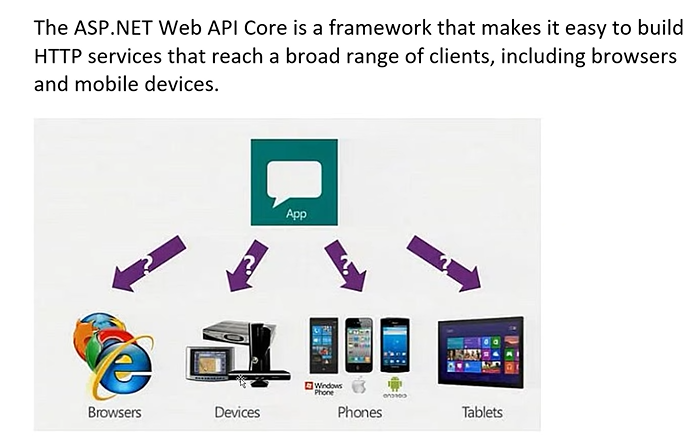 The ASP.NET Web API Core is a framework that makes it easy to build
HTTP services that reach a broad range of clients, including browsers
and mobile devices.
App
? ? ? ?
Windows Phone
android
Browsers Devices Phones Tablets